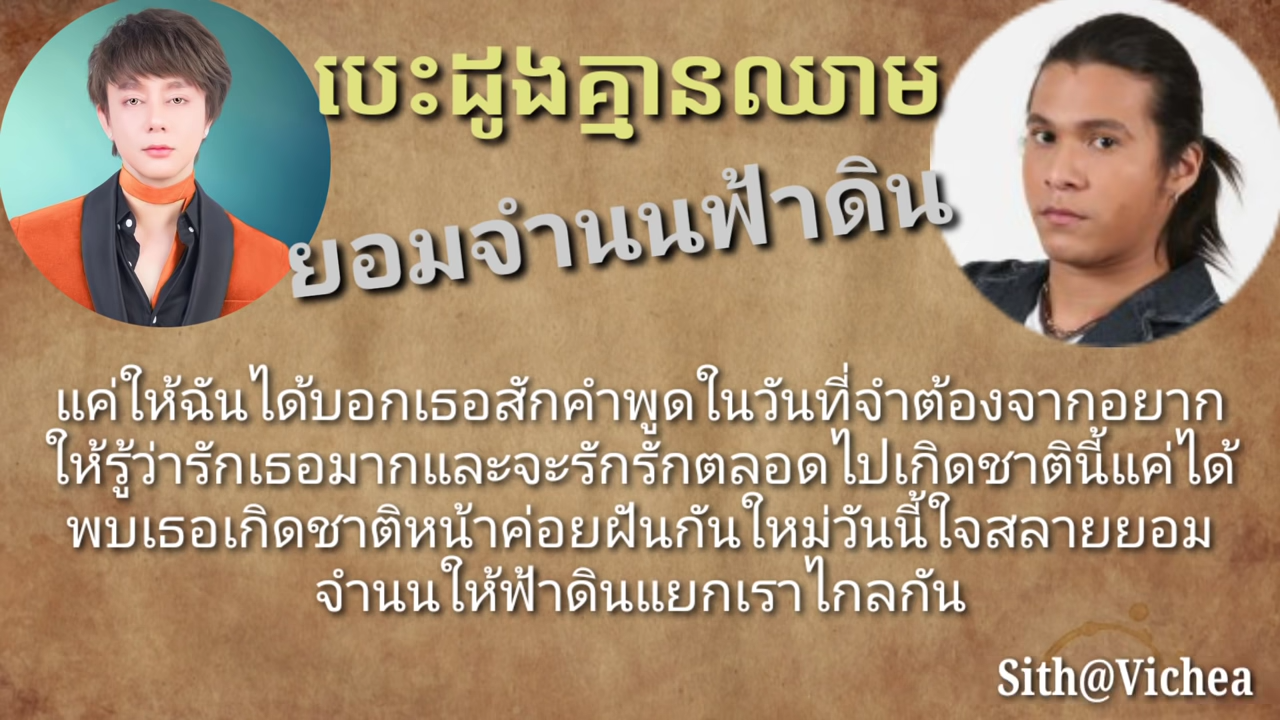 បេះដូងគ្មានឈាម
ยอมจำนนฟ้าดิน
แค่ให้ฉันได้บอกเธอสักคำพูดในวันที่จำต้องจากอยาก
ให้รู้ว่ารักเธอมากและจะรักรักตลอดไปเกิดชาตินี้แค่ได้
พบเธอเกิดชาติหน้าค่อยฝันกันใหม่วันนี้ใจสลายยอม
จำนนให้ฟ้าดินแยกเราไกลกัน
Sith@Vichea